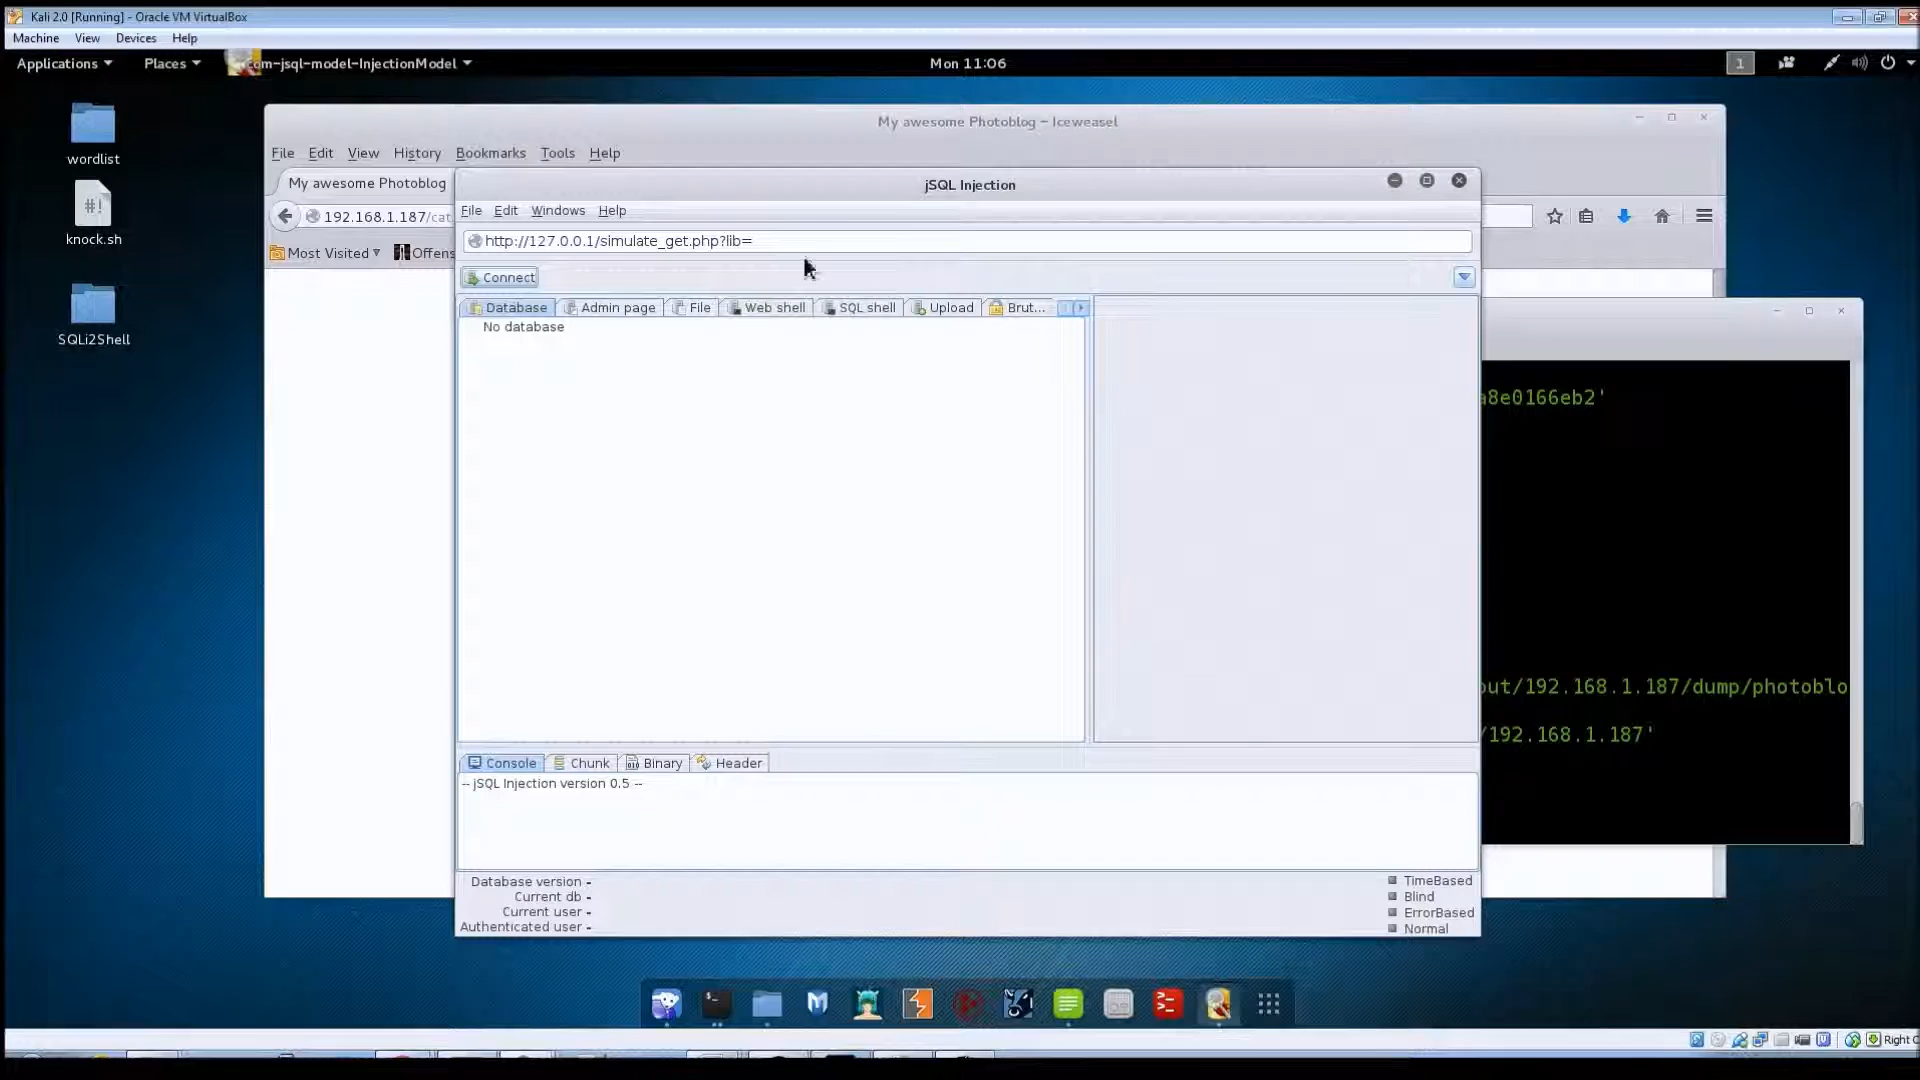 Kali 2.0 [Running] - Oracle VM VirtualBox
Machine View Devices Help
Applications Places com-jsql-model-InjectionModel Mon 11:06 1
wordlist
#!
knock.sh
SQLi2Shell
My awesome Photoblog - Iceweasel
File Edit View History Bookmarks Tools Help
My awesome Photoblog
192.168.1.187/cat
Most Visited Offens
jSQL Injection
File Edit Windows Help
http://127.0.0.1/simulate_get.php?lib=
Connect
Database Admin page File Web shell SQL shell Upload Brut...
No database
a8e0166eb2'
out/192.168.1.187/dump/photoblo
/192.168.1.187'
Console Chunk Binary Header
-- jSQL Injection version 0.5 --
Database version -
Current db -
Current user -
Authenticated user -
TimeBased
Blind
ErrorBased
Normal
Right C